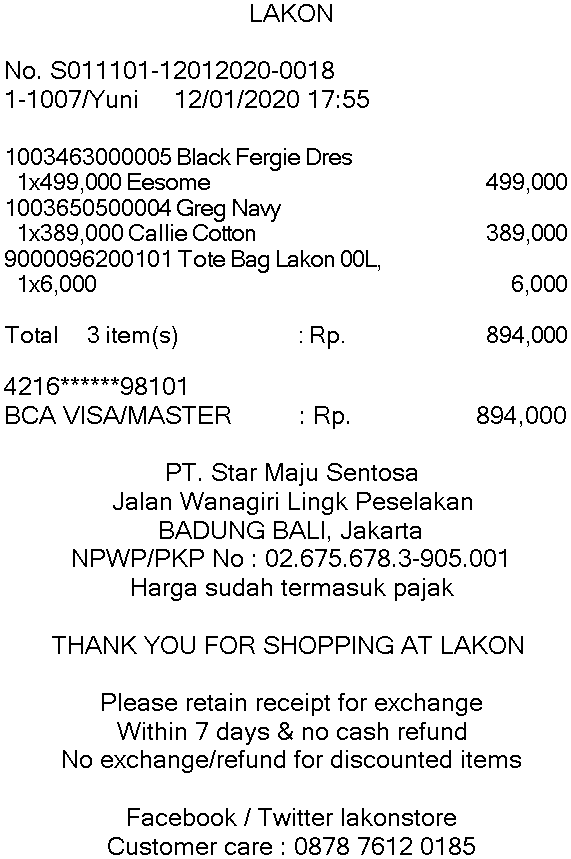 LAKON
No. S011101-12012020-0018
1-1007/Yuni 12/01/2020 17:55
1003463000005 Black Fergie Dres
1x499,000 Eesome 499,000
1003650500004 Greg Navy
1x389,000 Callie Cotton 389,000
9000096200101 Tote Bag Lakon 00L,
1x6,000 6,000
Total 3 item(s) : Rp. 894,000
4216******98101
BCA VISA/MASTER : Rp. 894,000
PT. Star Maju Sentosa
Jalan Wanagiri Lingk Peselakan
BADUNG BALI, Jakarta
NPWP/PKP No : 02.675.678.3-905.001
Harga sudah termasuk pajak
THANK YOU FOR SHOPPING AT LAKON
Please retain receipt for exchange
Within 7 days & no cash refund
No exchange/refund for discounted items
Facebook / Twitter lakonstore
Customer care : 0878 7612 0185